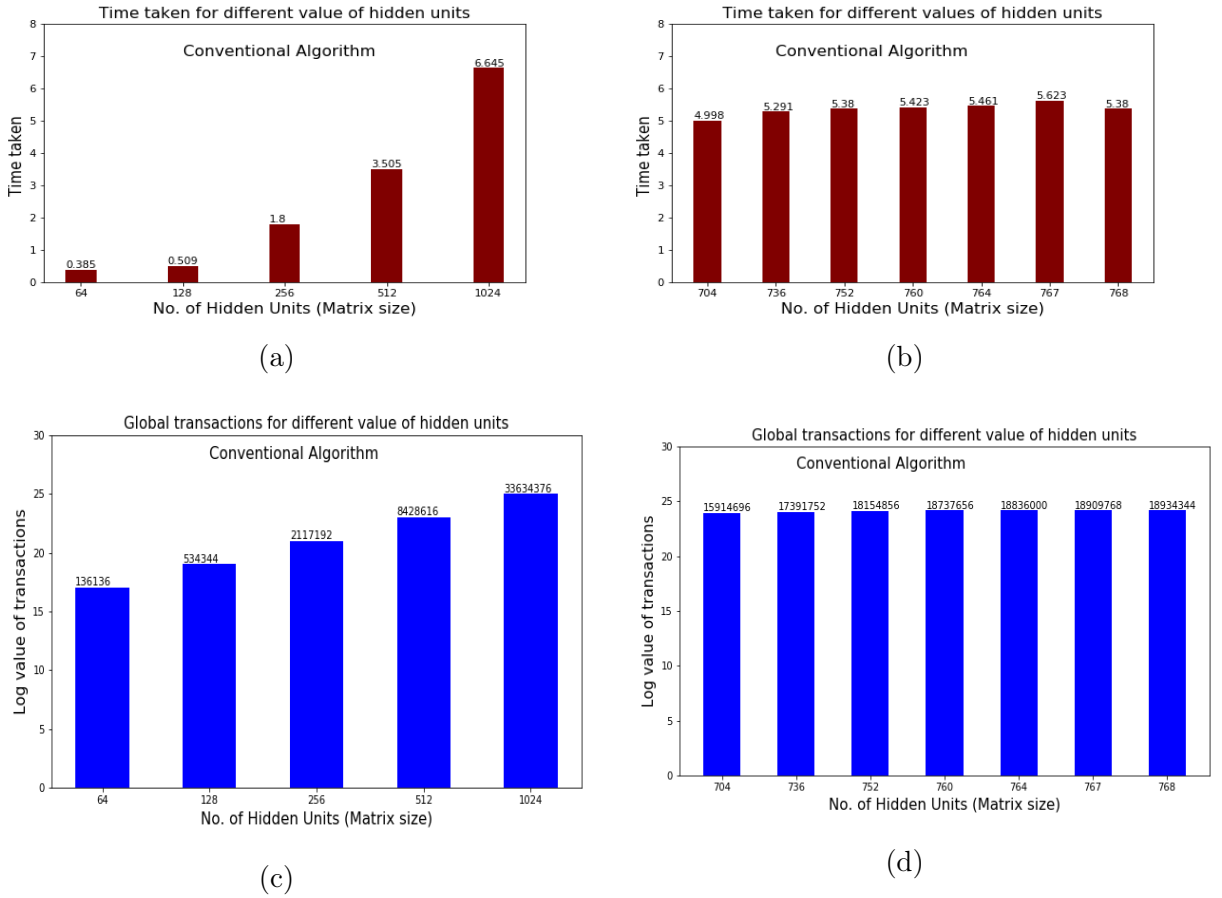 Time taken for different value of hidden units
Conventional Algorithm
Time taken
8
7
6
5
4
3
2
1
0
0.385
0.509
1.8
3.505
6.645
64 128 256 512 1024
No. of Hidden Units (Matrix size)
(a)
Time taken for different values of hidden units
Conventional Algorithm
Time taken
8
7
6
5
4
3
2
1
0
4.998 5.291 5.38 5.423 5.461 5.623 5.38
704 736 752 760 764 767 768
No. of Hidden Units (Matrix size)
(b)
Global transactions for different value of hidden units
Conventional Algorithm
Log value of transactions
30
25
20
15
10
5
0
136136
534344
2117192
8428616
33634376
64 128 256 512 1024
No. of Hidden Units (Matrix size)
(c)
Global transactions for different value of hidden units
Conventional Algorithm
Log value of transactions
30
25
20
15
10
5
0
15914696 17391752 18154856 18737656 18836000 18909768 18934344
704 736 752 760 764 767 768
No. of Hidden Units (Matrix size)
(d)